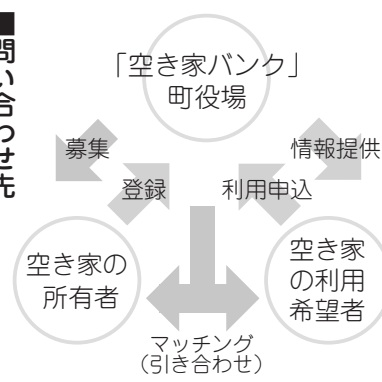 ■問い合わせ先
「空き家バンク」
町役場
募集
情報提供
登録
利用申込
空き家の
所有者
空き家
の利用
希望者
マッチング
（引き合わせ）